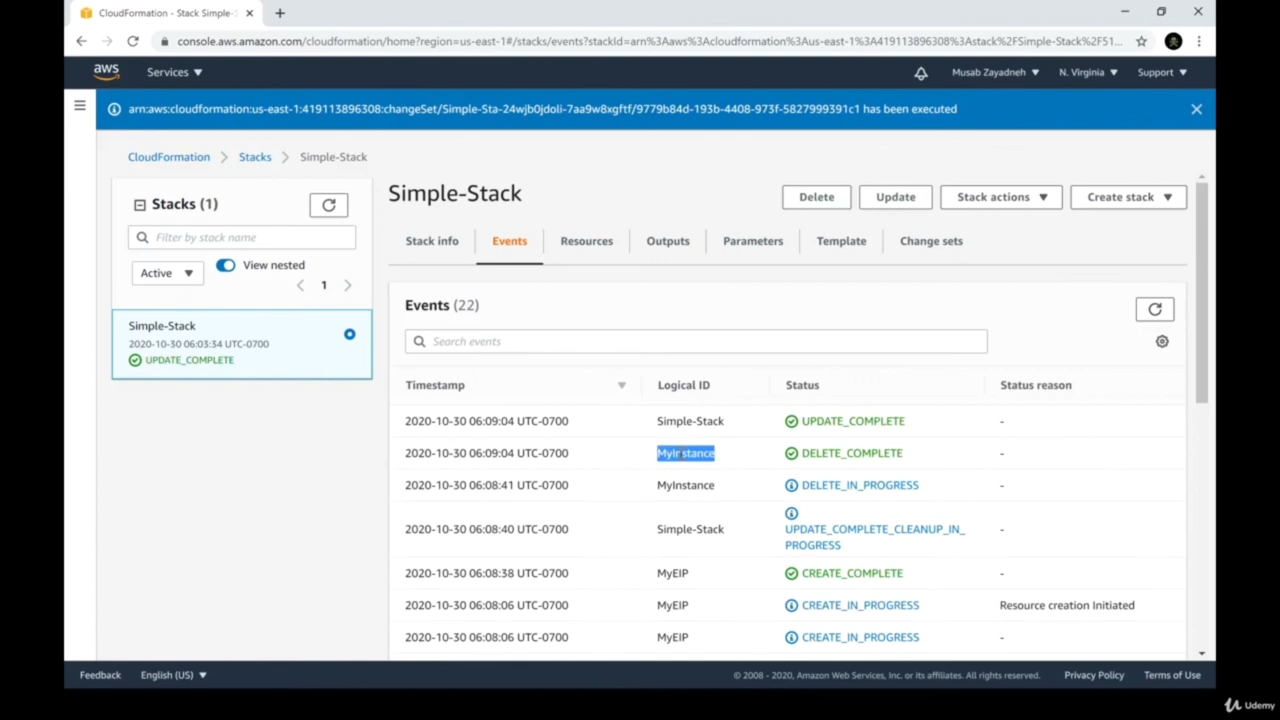 CloudFormation - Stack Simple-
console.aws.amazon.com/cloudformation/home?region=us-east-1#/stacks/events?stackId=arn%3Aaws%3Acloudformation%3Aus-east-1%3A419113896308%3Astack%2FSimple-Stack%2F51...
aws
Services
Musab Zayadneh
N. Virginia
Support
arn:aws:cloudformation:us-east-1:419113896308:changeSet/Simple-Sta-24wjb0jdoli-7aa9w8xgftf/9779b84d-193b-4408-973f-5827999391c1 has been executed
CloudFormation
Stacks
Simple-Stack
Stacks (1)
Filter by stack name
Active
View nested
1
Simple-Stack
2020-10-30 06:03:34 UTC-0700
UPDATE_COMPLETE
Simple-Stack
Delete
Update
Stack actions
Create stack
Stack info
Events
Resources
Outputs
Parameters
Template
Change sets
Events (22)
Search events
Timestamp Logical ID Status Status reason
2020-10-30 06:09:04 UTC-0700 Simple-Stack UPDATE_COMPLETE -
2020-10-30 06:09:04 UTC-0700 MyInstance DELETE_COMPLETE -
2020-10-30 06:08:41 UTC-0700 MyInstance DELETE_IN_PROGRESS -
2020-10-30 06:08:40 UTC-0700 Simple-Stack UPDATE_COMPLETE_CLEANUP_IN_ -
PROGRESS
2020-10-30 06:08:38 UTC-0700 MyEIP CREATE_COMPLETE -
2020-10-30 06:08:06 UTC-0700 MyEIP CREATE_IN_PROGRESS Resource creation Initiated
2020-10-30 06:08:06 UTC-0700 MyEIP CREATE_IN_PROGRESS -
Feedback
English (US)
© 2008 - 2020, Amazon Web Services, Inc. or its affiliates. All rights reserved.
Privacy Policy
Terms of Use
Udemy